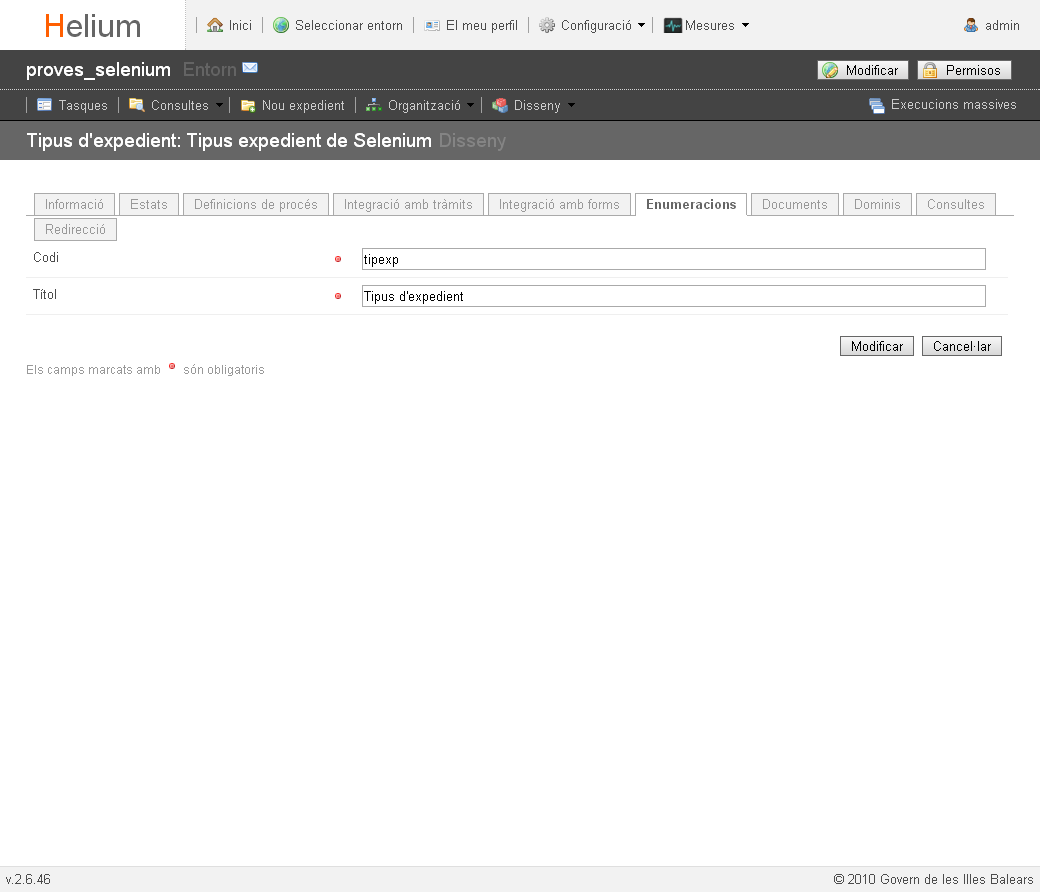 Helium
Inici Seleccionar entorn El meu perfil Configuració Mesures admin
proves_selenium Entorn Modificar Permisos
Tasques Consultes Nou expedient Organització Disseny Execucions massives
Tipus d'expedient: Tipus expedient de Selenium Disseny
Informació Estats Definicions de procés Integració amb tràmits Integració amb forms Enumeracions Documents Dominis Consultes
Redirecció
Codi tipexp
Títol Tipus d'expedient
Modificar Cancel·lar
Els camps marcats amb són obligatoris
v.2.6.46 © 2010 Govern de les Illes Balears